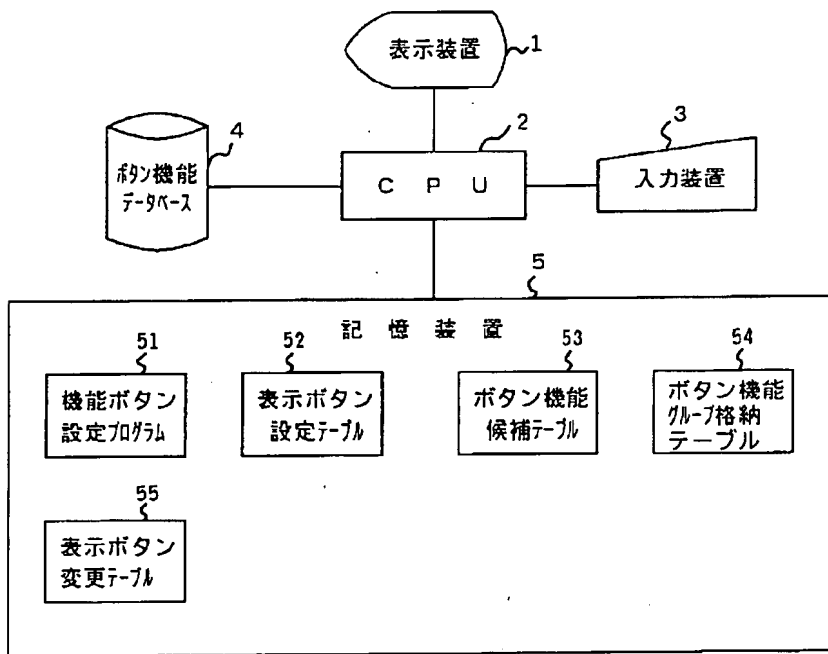 表示装置
1
2
3
4
ボタン機能
データベース
C P U
入力装置
5
記 憶 装 置
51
52
53
54
機能ボタン
設定プログラム
表示ボタン
設定テーブル
ボタン機能
候補テーブル
ボタン機能
グループ格納
テーブル
55
表示ボタン
変更テーブル